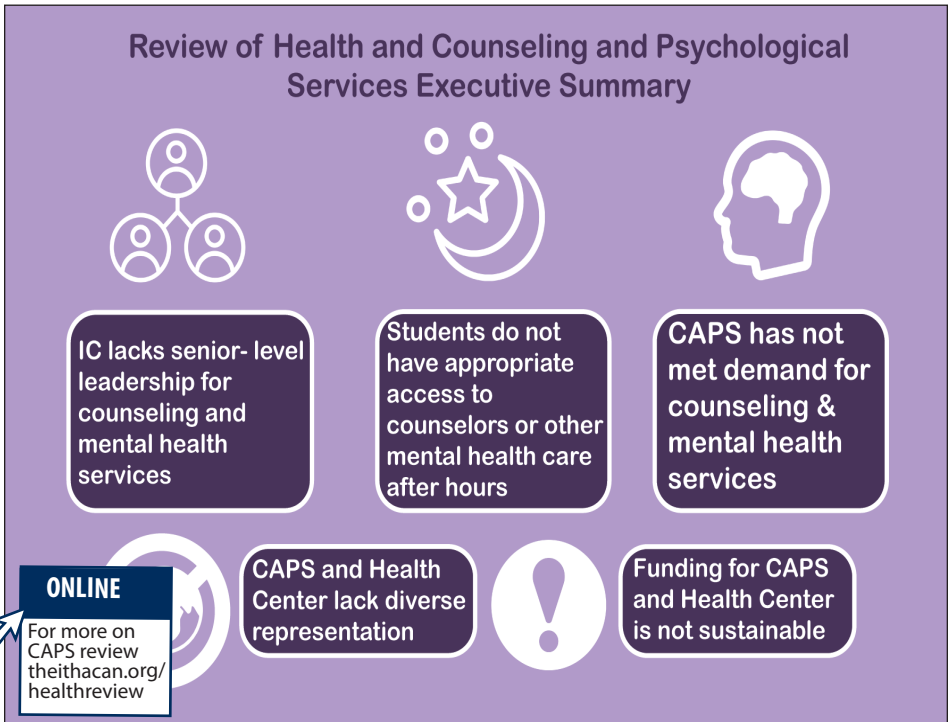 Review of Health and Counseling and Psychological
Services Executive Summary
IC lacks senior- level
leadership for
counseling and
mental health
services
Students do not
have appropriate
access to
counselors or other
mental health care
after hours
CAPS has not
met demand for
counseling &
mental health
services
CAPS and Health
Center lack diverse
representation
Funding for CAPS
and Health Center
is not sustainable
ONLINE
For more on
CAPS review
theithacan.org/
healthreview